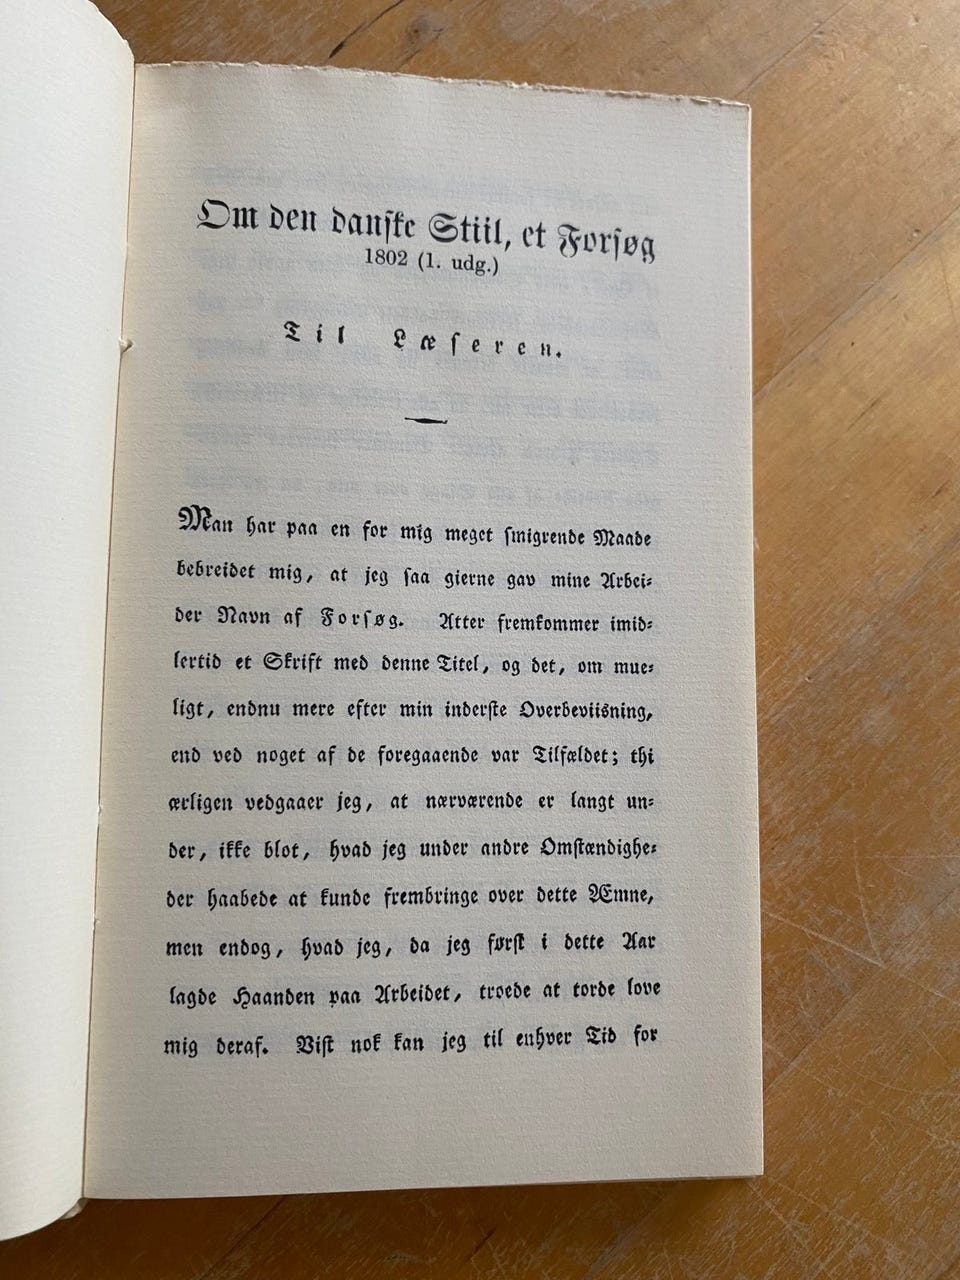 Om den danske Stiil, et Forsøg
1802 (1. udg.)
Til Læseren.
Man har paa en for mig meget smigrende Maade
bebreidet mig, at jeg saa gierne gav mine Arbei=
der Navn af Forsøg. Atter fremkommer imid=
lertid et Skrift med denne Titel, og det, om mue=
ligt, endnu mere efter min inderste Overbeviisning,
end ved noget af de foregaaende var Tilfældet; thi
ærligen vedgaaer jeg, at nærværende er langt un=
der, ikke blot, hvad jeg under andre Omstændighe=
der haabede at kunde frembringe over dette Æmne,
men endog, hvad jeg, da jeg først i dette Aar
lagde Haanden paa Arbeidet, troede at torde love
mig deraf. Vist nok kan jeg til enhver Tid for